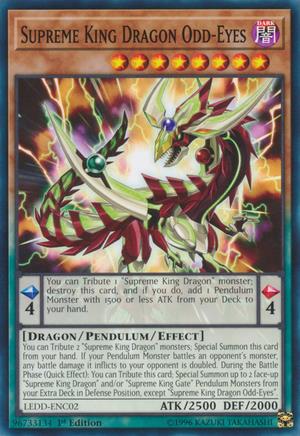 SUPREME KING DRAGON ODD-EYES
DARK
闇
You can Tribute 1 "Supreme King Dragon" monster;
destroy this card, and if you do, add 1 Pendulum
Monster with 1500 or less ATK from your Deck to
your hand.
4
4
[DRAGON/PENDULUM/EFFECT]
You can Tribute 2 "Supreme King Dragon" monsters; Special Summon this card
from your hand. If your Pendulum Monster battles an opponent's monster,
any battle damage it inflicts to your opponent is doubled. During the Battle
Phase (Quick Effect): You can Tribute this card; Special Summon up to 2 face-up
"Supreme King Dragon" and/or "Supreme King Gate" Pendulum Monsters from
your Extra Deck in Defense Position, except "Supreme King Dragon Odd-Eyes".
LEDD-ENC02
ATK/2500 DEF/2000
96733134
1st Edition
©1996 KAZUKI TAKAHASHI